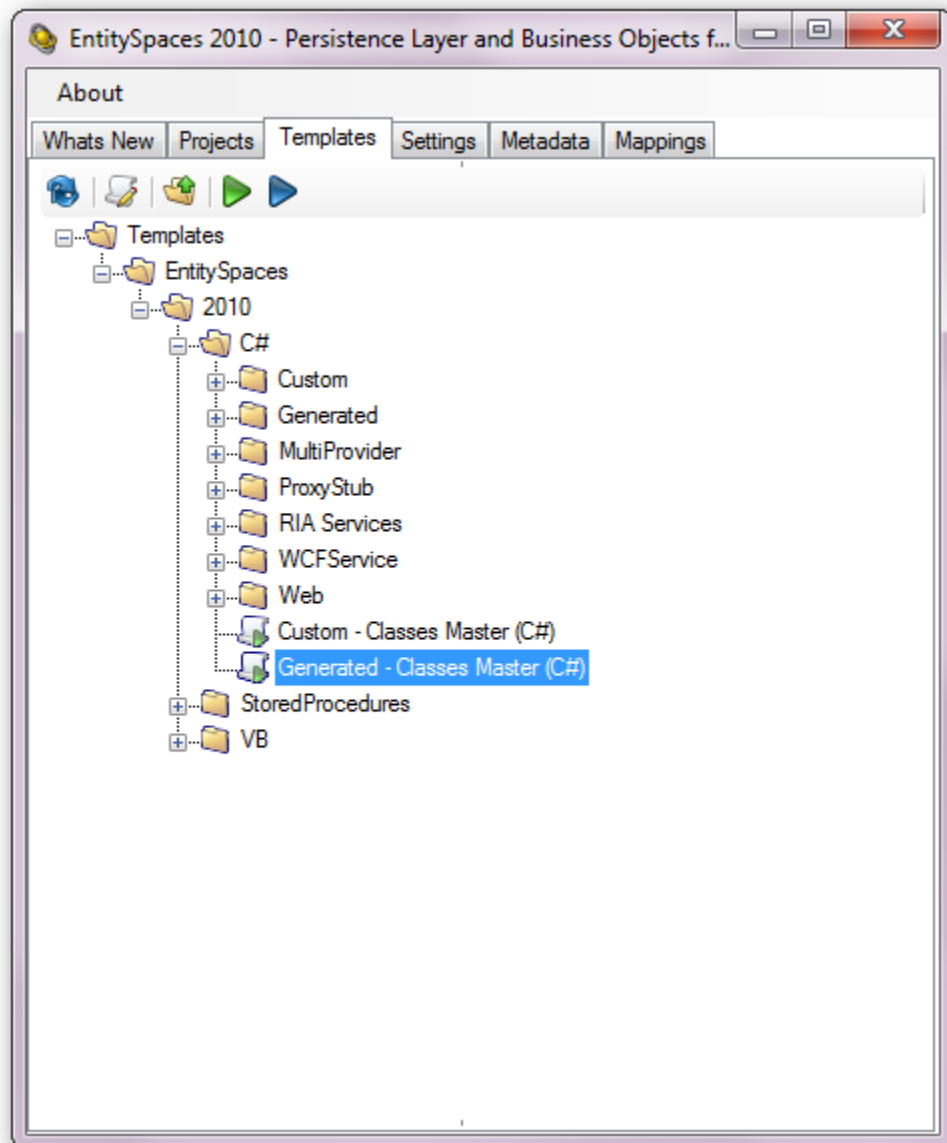 EntitySpaces 2010 - Persistence Layer and Business Objects f...
About
Whats New Projects Templates Settings Metadata Mappings
Templates
EntitySpaces
2010
C#
Custom
Generated
MultiProvider
ProxyStub
RIA Services
WCFService
Web
Custom - Classes Master (C#)
Generated - Classes Master (C#)
StoredProcedures
VB